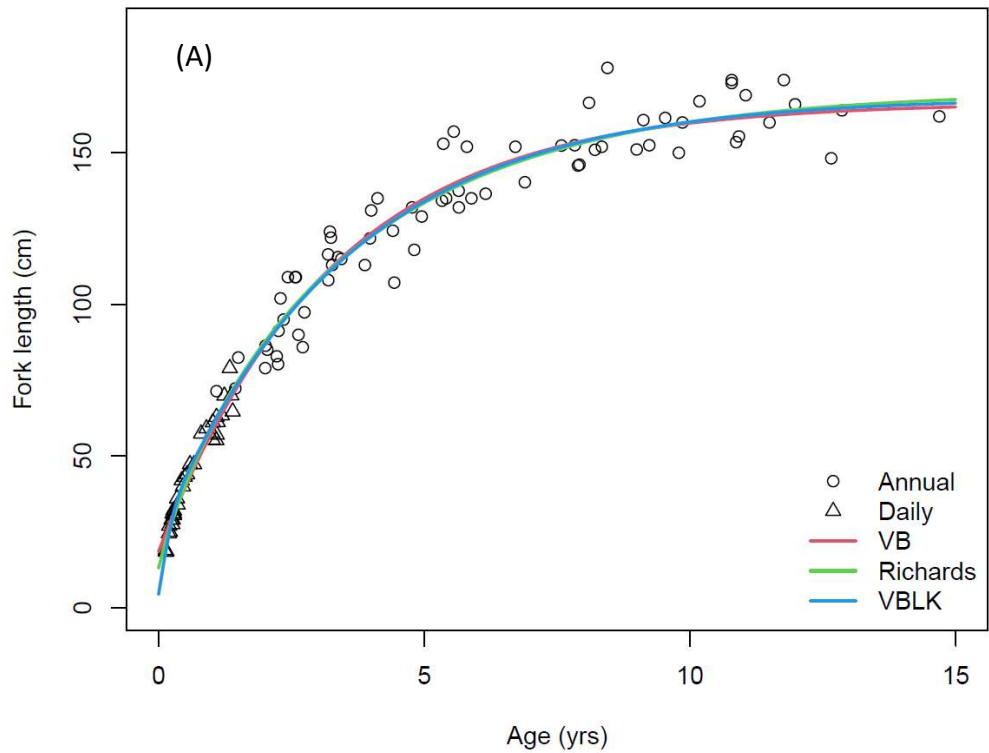 (A)
150
100
50
0
Fork length (cm)
Annual
Daily
VB
Richards
VBLK
0 5 10 15
Age (yrs)